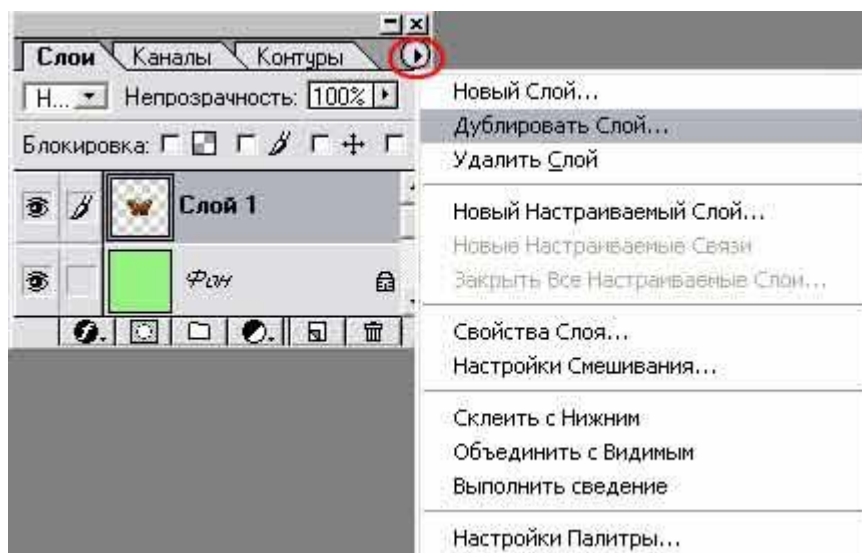 Слои Каналы Контуры
Н... Непрозрачность: 100%
Блокировка:
Слой 1
Фон
Новый Слой...
Дублировать Слой...
Удалить Слой
Новый Настраиваемый Слой...
Новые Настраиваемые Связи
Закрыть Все Настраиваемые Слои...
Свойства Слоя...
Настройки Смешивания...
Склеить с Нижним
Объединить с Видимым
Выполнить сведение
Настройки Палитры...